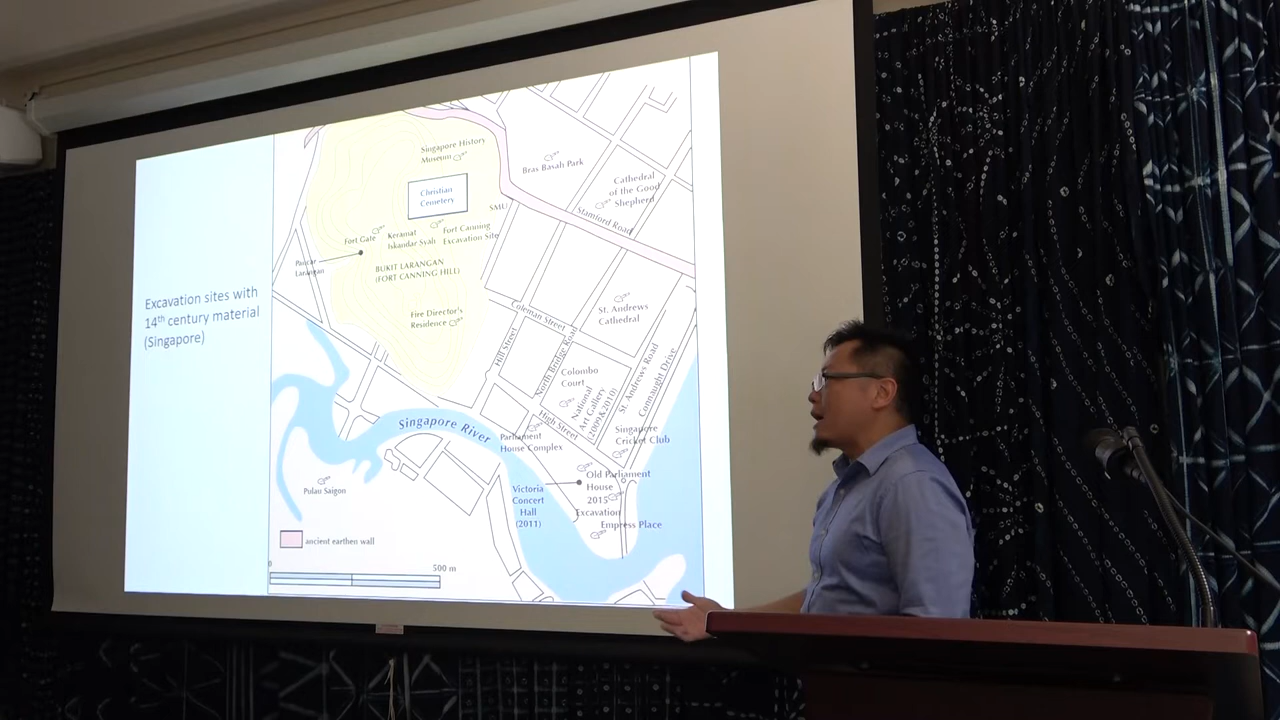 Excavation sites with
14th century material
(Singapore)
Singapore History
Museum
Bras Basah Park
Christian
Cemetery
Cathedral
of the Good
Shepherd
SMU
Stamford Road
Fort Gate
Keramat
Iskandar Syah
Fort Canning
Excavation Site
Pancur
Larangan
BUKIT LARANGAN
(FORT CANNING HILL)
Fire Director's
Residence
Coleman Street
St. Andrews
Cathedral
Hill Street
North Bridge Road
Colombo
Court
National
Art Gallery
(2009&2010)
St. Andrews Road
Connaught Drive
High Street
Singapore River
Parliament
House Complex
Singapore
Cricket Club
Old Parliament
House
2015
Excavation
Victoria
Concert
Hall
(2011)
Empress Place
Pulau Saigon
ancient earthen wall
0
500 m